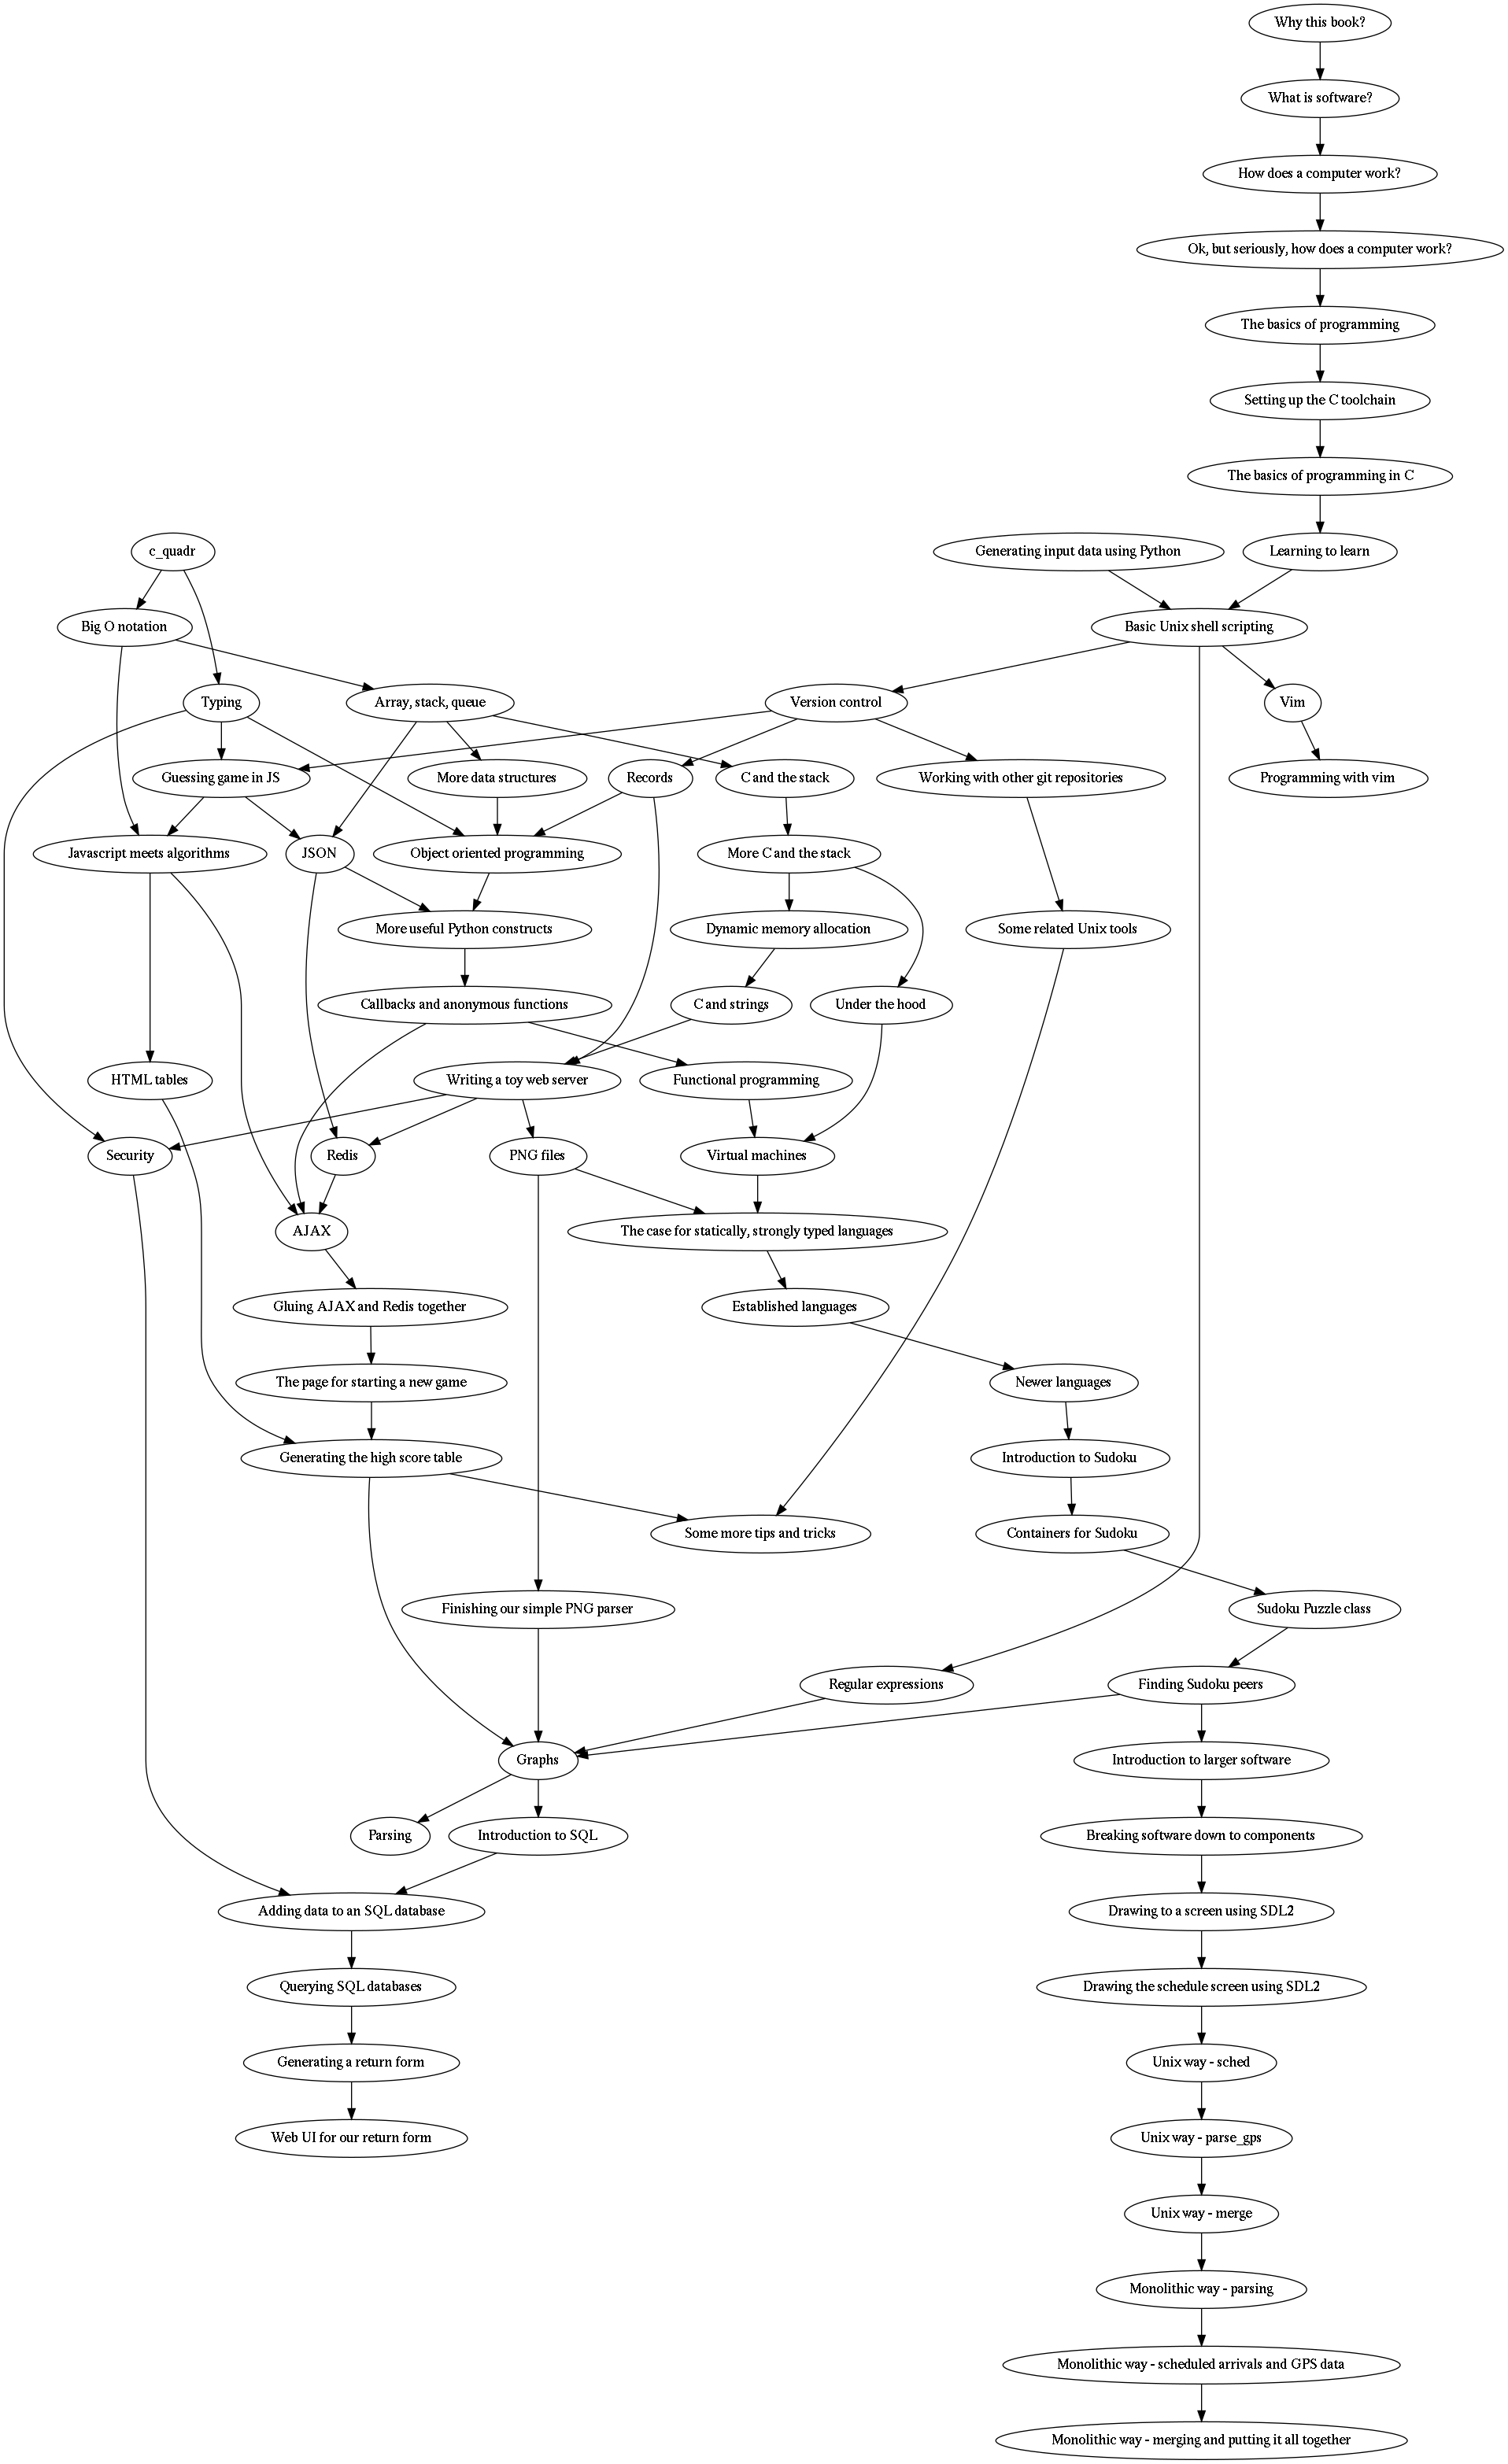 Why this book?
What is software?
How does a computer work?
Ok, but seriously, how does a computer work?
The basics of programming
Setting up the C toolchain
The basics of programming in C
c_quadr
Generating input data using Python
Learning to learn
Big O notation
Basic Unix shell scripting
Typing
Array, stack, queue
Version control
Vim
Guessing game in JS
More data structures
Records
C and the stack
Working with other git repositories
Programming with vim
Javascript meets algorithms
JSON
Object oriented programming
More C and the stack
More useful Python constructs
Dynamic memory allocation
Some related Unix tools
Callbacks and anonymous functions
C and strings
Under the hood
HTML tables
Writing a toy web server
Functional programming
Security
Redis
PNG files
Virtual machines
AJAX
The case for statically, strongly typed languages
Gluing AJAX and Redis together
Established languages
The page for starting a new game
Newer languages
Generating the high score table
Introduction to Sudoku
Some more tips and tricks
Containers for Sudoku
Finishing our simple PNG parser
Sudoku Puzzle class
Regular expressions
Finding Sudoku peers
Graphs
Introduction to larger software
Parsing
Introduction to SQL
Breaking software down to components
Adding data to an SQL database
Drawing to a screen using SDL2
Querying SQL databases
Drawing the schedule screen using SDL2
Generating a return form
Unix way - sched
Web UI for our return form
Unix way - parse_gps
Unix way - merge
Monolithic way - parsing
Monolithic way - scheduled arrivals and GPS data
Monolithic way - merging and putting it all together